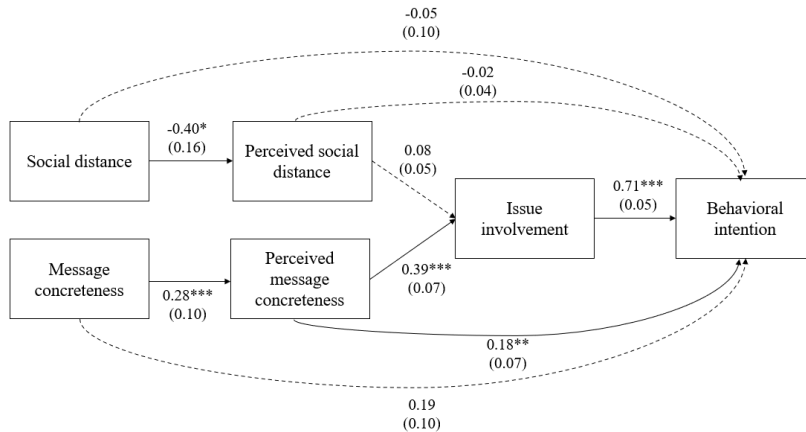 -0.05
(0.10)
-0.02
(0.04)
-0.40*
(0.16)
Social distance
Perceived social
distance
0.08
(0.05)
Issue
involvement
0.71***
(0.05)
Behavioral
intention
Message
concreteness
0.28***
(0.10)
Perceived
message
concreteness
0.39***
(0.07)
0.18**
(0.07)
0.19
(0.10)